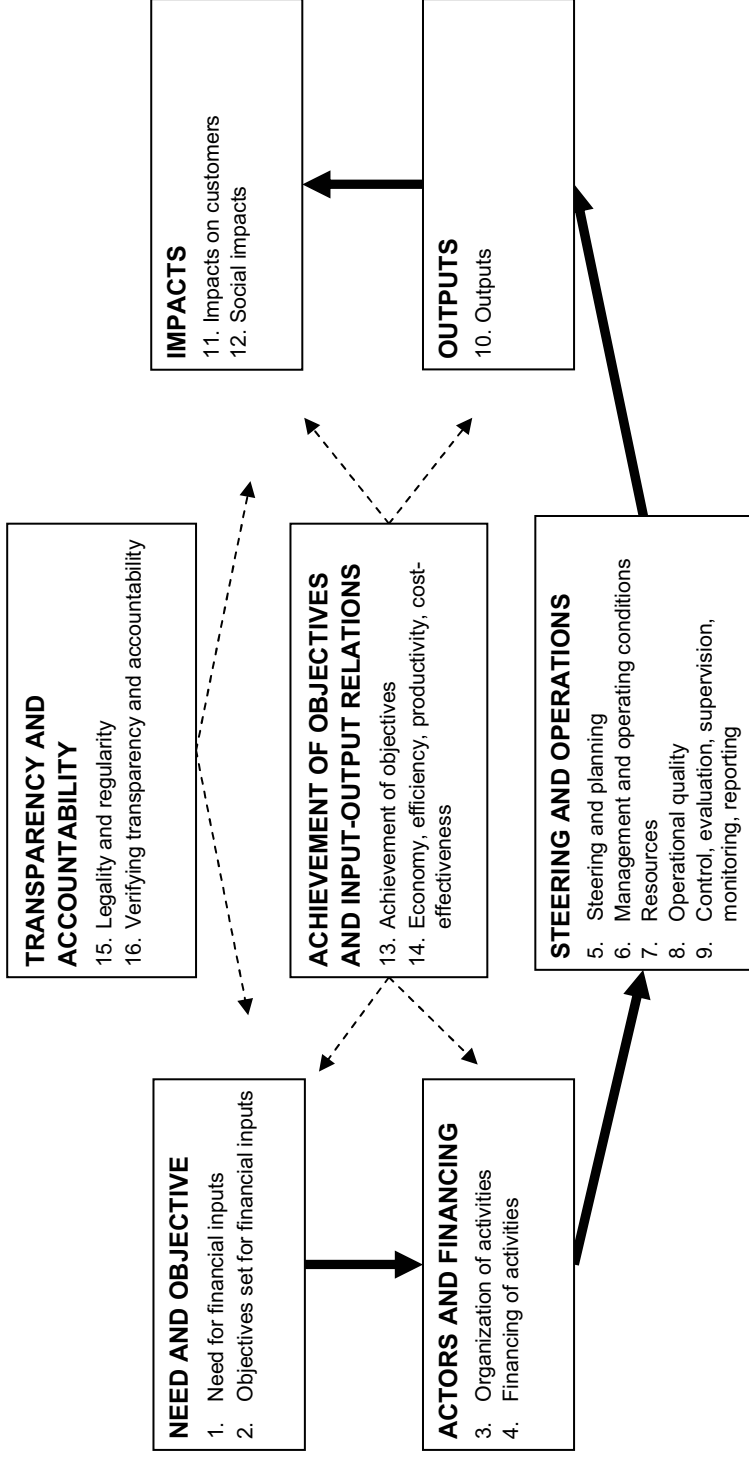 NEED AND OBJECTIVE
1. Need for financial inputs
2. Objectives set for financial inputs
ACTORS AND FINANCING
3. Organization of activities
4. Financing of activities
TRANSPARENCY AND
ACCOUNTABILITY
15. Legality and regularity
16. Verifying transparency and accountability
ACHIEVEMENT OF OBJECTIVES
AND INPUT-OUTPUT RELATIONS
13. Achievement of objectives
14. Economy, efficiency, productivity, cost-
effectiveness
STEERING AND OPERATIONS
5. Steering and planning
6. Management and operating conditions
7. Resources
8. Operational quality
9. Control, evaluation, supervision,
monitoring, reporting
IMPACTS
11. Impacts on customers
12. Social impacts
OUTPUTS
10. Outputs